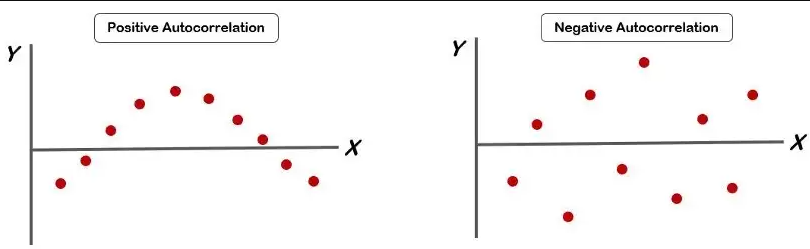 Positive Autocorrelation
Y
X
Negative Autocorrelation
Y
X